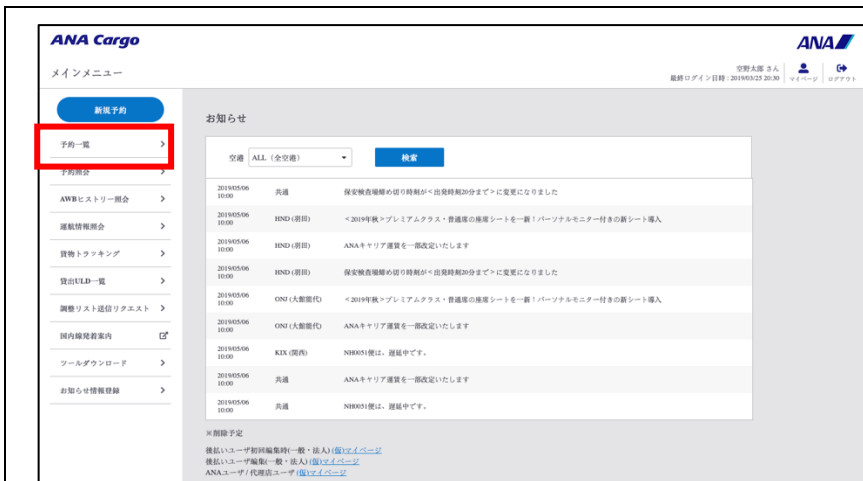 ANA Cargo
ANA
メインメニュー
空野太郎 さん
最終ログイン日時 : 2019/03/25 20:30
マイページ
ログアウト
新規予約
予約一覧
予約照会
AWBヒストリー照会
運航情報照会
貨物トラッキング
貸出ULD一覧
調整リスト送信リクエスト
国内線発着案内
ツールダウンロード
お知らせ情報登録
お知らせ
空港 ALL（全空港） 検索
2019/05/06 10:00 共通 保安検査場締め切り時刻が<出発時刻20分まで>に変更になりました
2019/05/06 10:00 HND (羽田) <2019年秋>プレミアムクラス・普通席の座席シートを一新！パーソナルモニター付きの新シート導入
2019/05/06 10:00 HND (羽田) ANAキャリア運賃を一部改定いたします
2019/05/06 10:00 HND (羽田) 保安検査場締め切り時刻が<出発時刻20分まで>に変更になりました
2019/05/06 10:00 ONJ (大館能代) <2019年秋>プレミアムクラス・普通席の座席シートを一新！パーソナルモニター付きの新シート導入
2019/05/06 10:00 ONJ (大館能代) ANAキャリア運賃を一部改定いたします
2019/05/06 10:00 KIX (関西) NH0051便は、遅延中です。
2019/05/06 10:00 共通 ANAキャリア運賃を一部改定いたします
2019/05/06 10:00 共通 NH0051便は、遅延中です。
※削除予定
後払いユーザ初回編集時(一般・法人) (仮)マイページ
後払いユーザ編集(一般・法人) (仮)マイページ
ANAユーザ / 代理店ユーザ (仮)マイページ